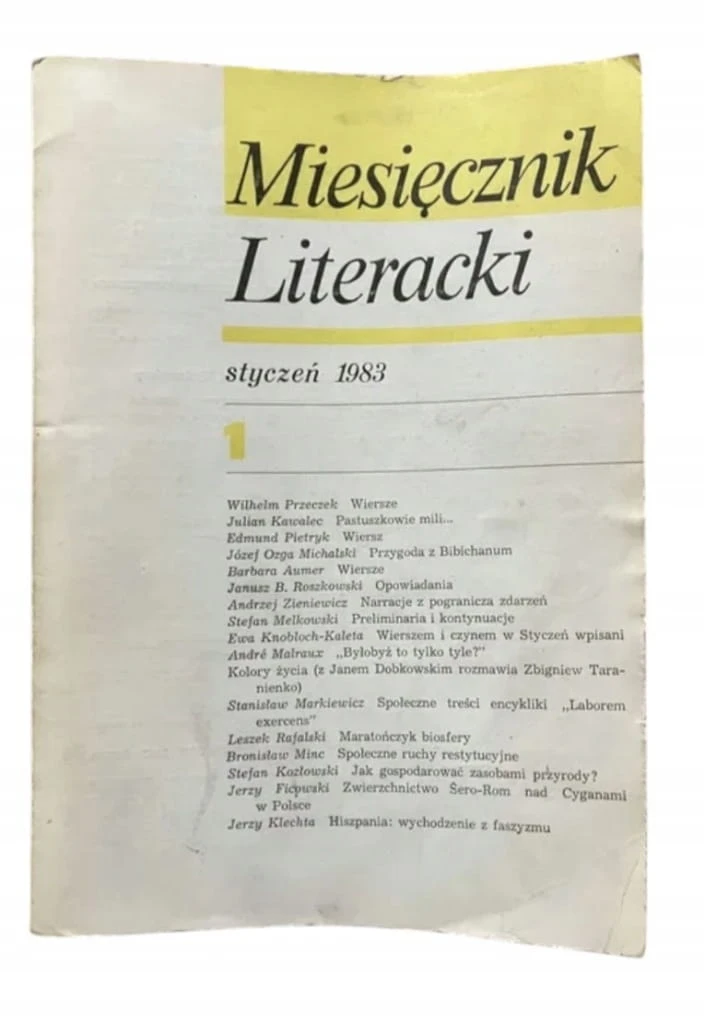 Miesięcznik
Literacki
styczeń 1983
1
Wilhelm Przeczek Wiersze
Julian Kawalec Pastuszkowie mili...
Edmund Pietryk Wiersz
Józef Ozga Michalski Przygoda z Bibichanum
Barbara Aumer Wiersze
Janusz B. Roszkowski Opowiadania
Andrzej Zieniewicz Narracje z pogranicza zdarzeń
Stefan Melkowski Preliminaria i kontynuacje
Ewa Knobloch-Kaleta Wierszem i czynem w Styczeń wpisani
André Malraux „Byłobyż to tylko tyle?"
Kolory życia (z Janem Dobkowskim rozmawia Zbigniew Tara-
nienko)
Stanisław Markiewicz Społeczne treści encykliki „Laborem
exercens"
Leszek Rafalski Maratończyk biosfery
Bronisław Minc Społeczne ruchy restytucyjne
Stefan Kozłowski Jak gospodarować zasobami przyrody?
Jerzy Ficowski Zwierzchnictwo Šero-Rom nad Cyganami
w Polsce
Jerzy Klechta Hiszpania: wychodzenie z faszyzmu